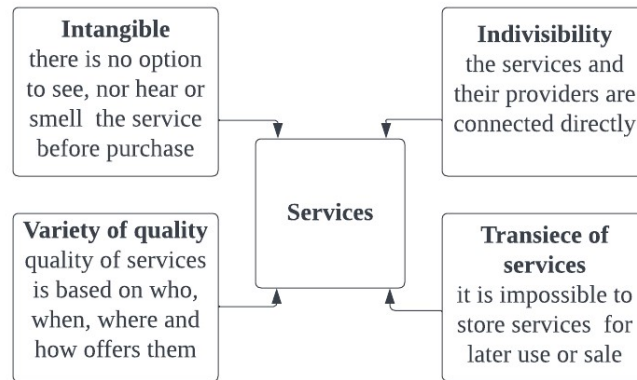 Intangible
there is no option
to see, nor hear or
smell the service
before purchase
Indivisibility
the services and
their providers are
connected directly
Services
Variety of quality
quality of services
is based on who,
when, where and
how offers them
Transiece of
services
it is impossible to
store services for
later use or sale